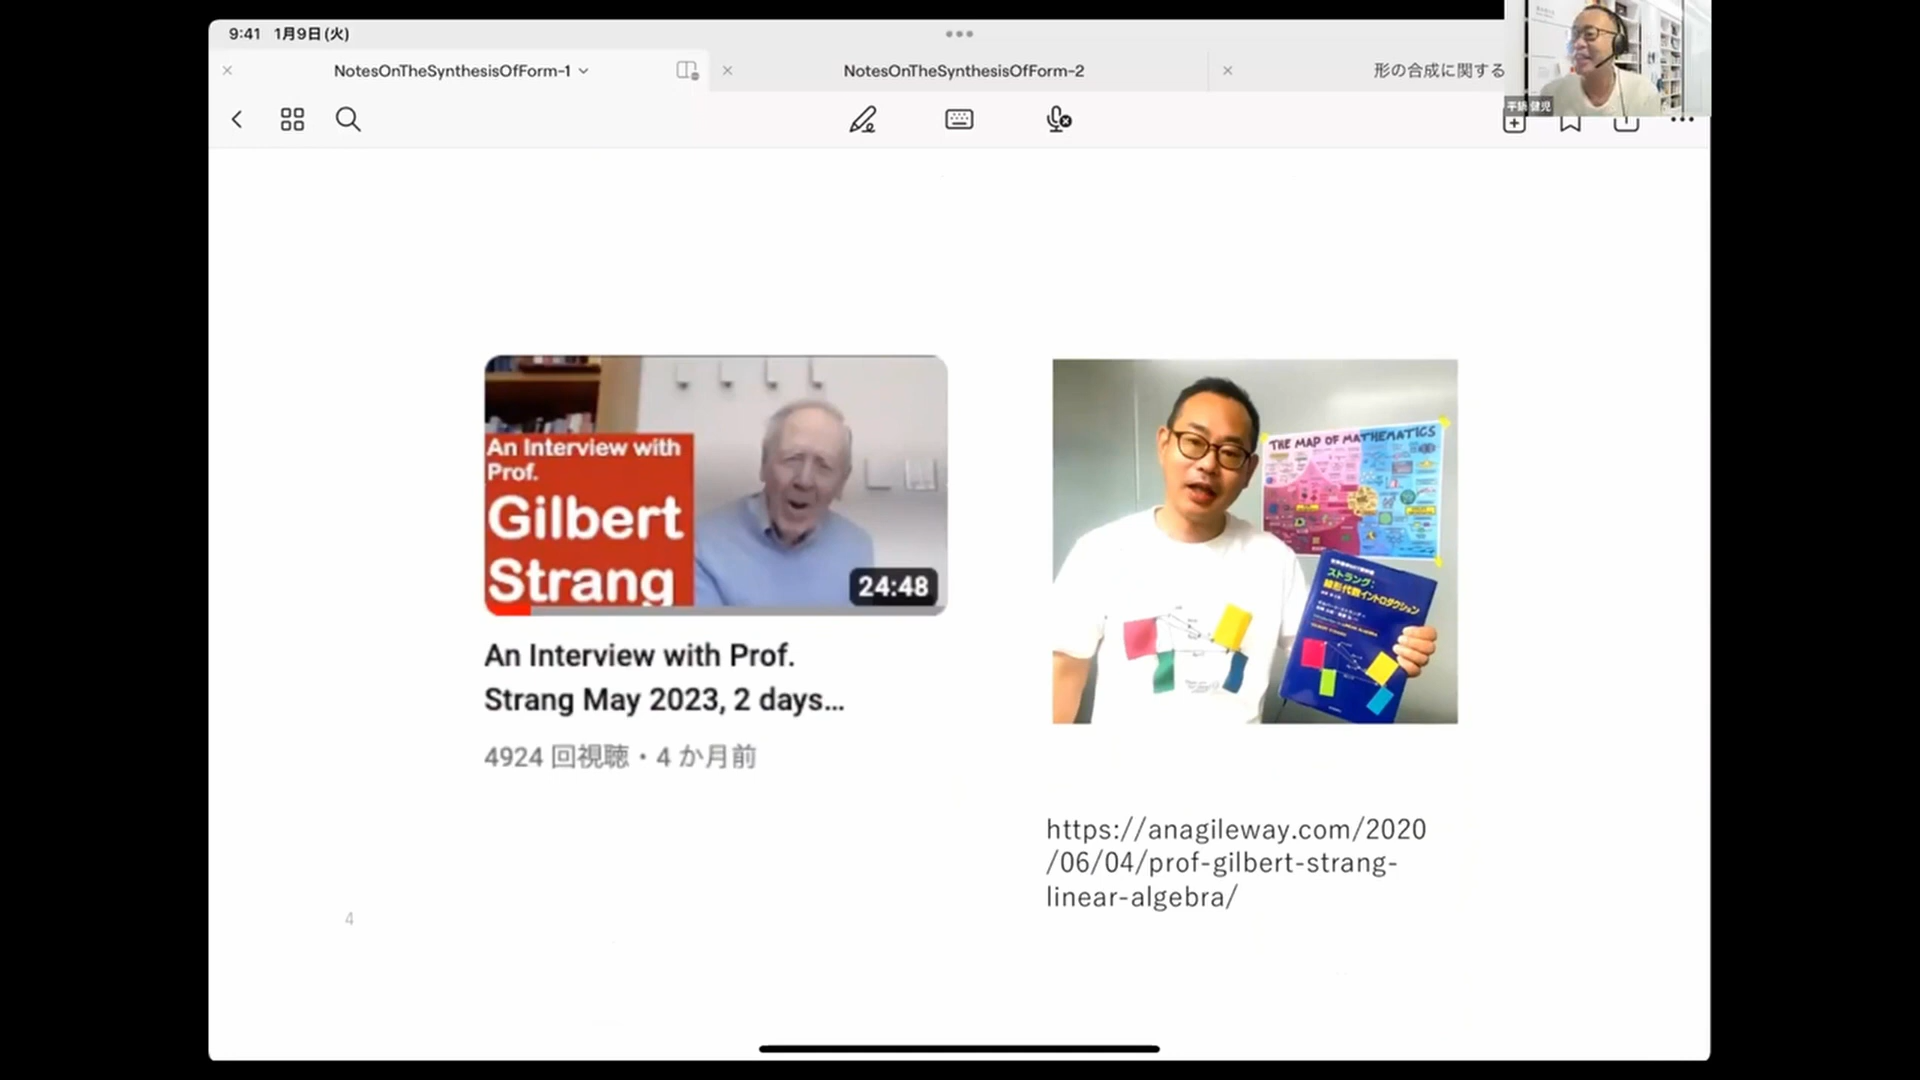 9:41 1月9日(火)
NotesOnTheSynthesisOfForm-1
NotesOnTheSynthesisOfForm-2
形の合成に関する
平鍋 健児
An Interview with
Prof.
Gilbert
Strang
24:48
An Interview with Prof.
Strang May 2023, 2 days...
4924 回視聴・4 か月前
THE MAP OF MATHEMATICS
ストラング:
線形代数イントロダクション
https://anagileway.com/2020
/06/04/prof-gilbert-strang-
linear-algebra/
4